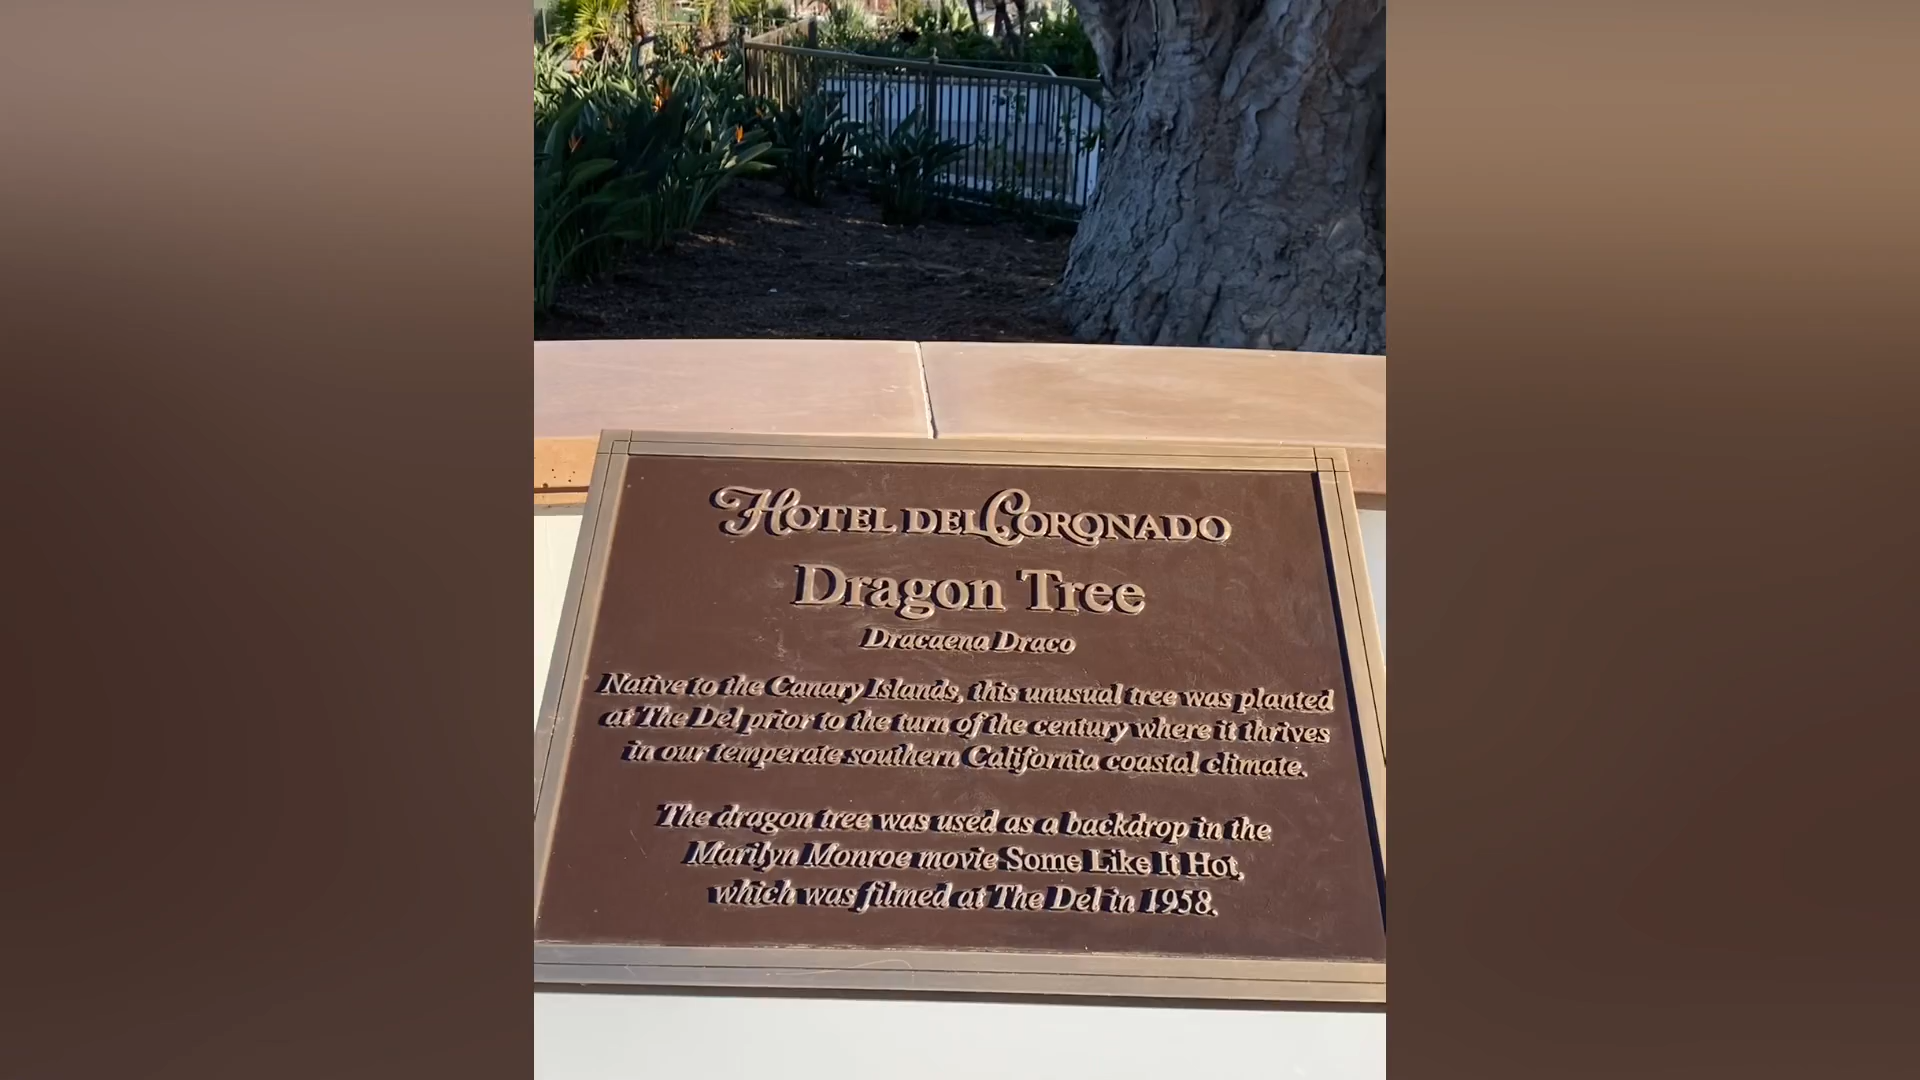 HOTEL DEL CORONADO
Dragon Tree
Dracaena Draco
Native to the Canary Islands, this unusual tree was planted
at The Del prior to the turn of the century where it thrives
in our temperate southern California coastal climate.
The dragon tree was used as a backdrop in the
Marilyn Monroe movie Some Like It Hot,
which was filmed at The Del in 1958.